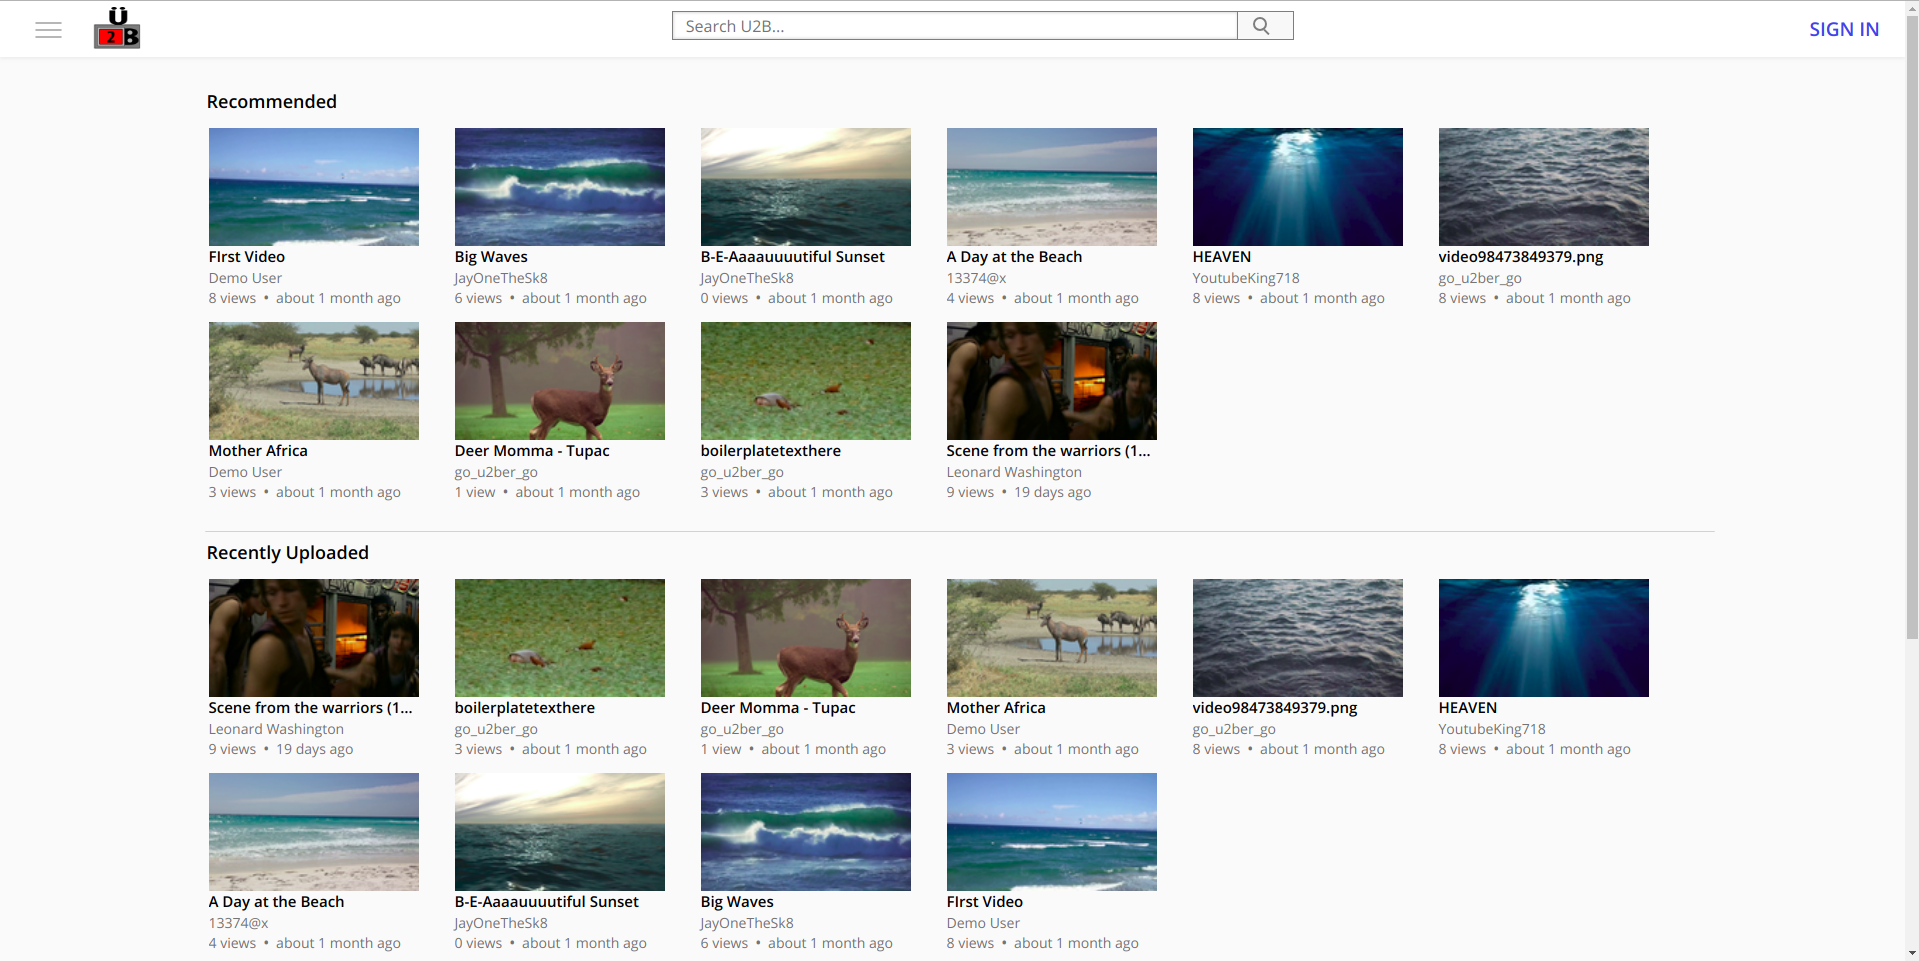 Ü
2 B
Search U2B...
SIGN IN
Recommended
FIrst Video
Demo User
8 views • about 1 month ago
Big Waves
JayOneTheSk8
6 views • about 1 month ago
B-E-Aaaauuuutiful Sunset
JayOneTheSk8
0 views • about 1 month ago
A Day at the Beach
13374@x
4 views • about 1 month ago
HEAVEN
YoutubeKing718
8 views • about 1 month ago
video98473849379.png
go_u2ber_go
8 views • about 1 month ago
Mother Africa
Demo User
3 views • about 1 month ago
Deer Momma - Tupac
go_u2ber_go
1 view • about 1 month ago
boilerplatetexthere
go_u2ber_go
3 views • about 1 month ago
Scene from the warriors (1...
Leonard Washington
9 views • 19 days ago
Recently Uploaded
Scene from the warriors (1...
Leonard Washington
9 views • 19 days ago
boilerplatetexthere
go_u2ber_go
3 views • about 1 month ago
Deer Momma - Tupac
go_u2ber_go
1 view • about 1 month ago
Mother Africa
Demo User
3 views • about 1 month ago
video98473849379.png
go_u2ber_go
8 views • about 1 month ago
HEAVEN
YoutubeKing718
8 views • about 1 month ago
A Day at the Beach
13374@x
4 views • about 1 month ago
B-E-Aaaauuuutiful Sunset
JayOneTheSk8
0 views • about 1 month ago
Big Waves
JayOneTheSk8
6 views • about 1 month ago
FIrst Video
Demo User
8 views • about 1 month ago